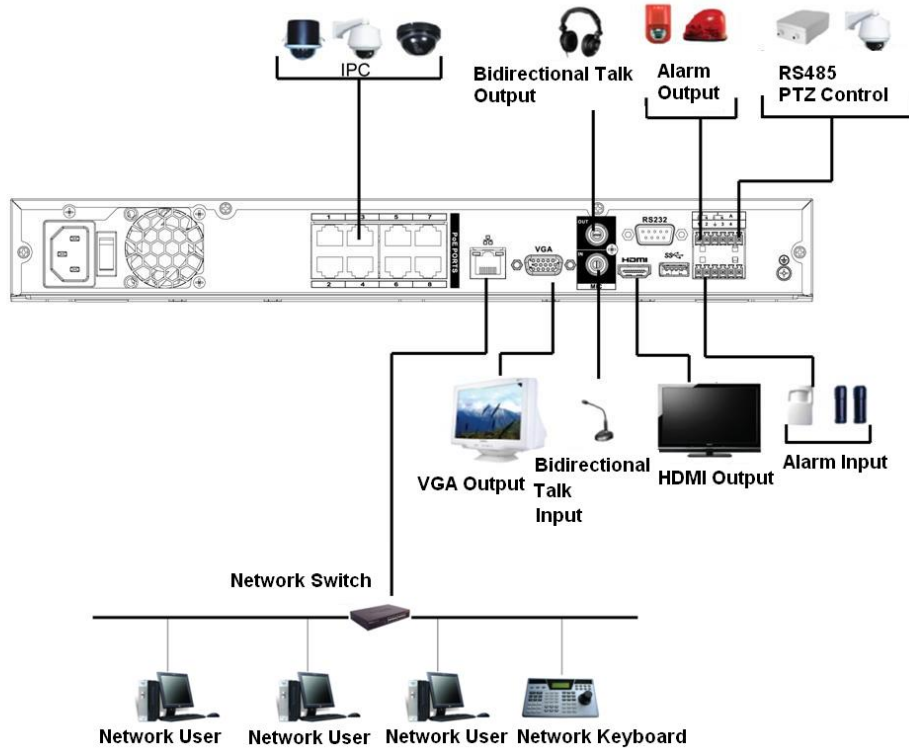 IPC
Bidirectional Talk
Output
Alarm
Output
RS485
PTZ Control
1 3 5 7
2 4 6 8
PoE PORTS
VGA
OUT
IN
MIC
RS232
HDMI
SS
A
VGA Output
Bidirectional
Talk
Input
HDMI Output
Alarm Input
Network Switch
Network User
Network User
Network User
Network Keyboard